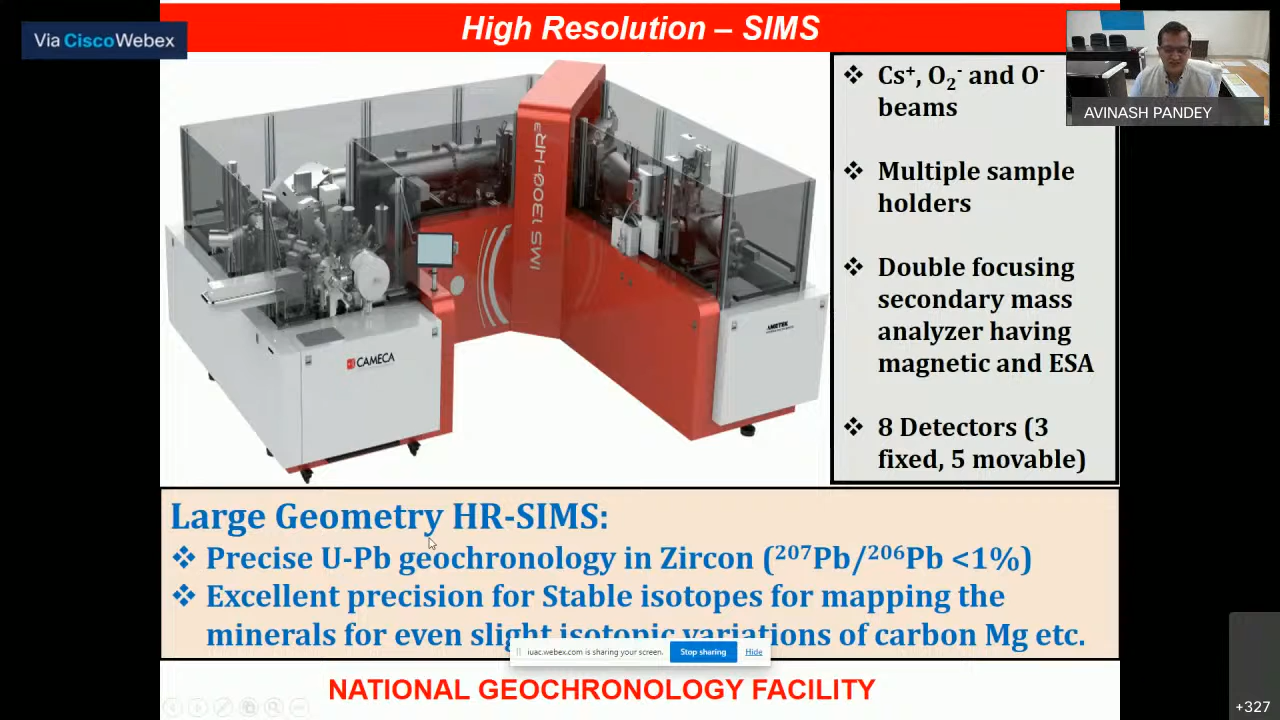 High Resolution – SIMS
Via CiscoWebex
AVINASH PANDEY
❖ Cs⁺, O₂⁻ and O⁻
beams
❖ Multiple sample
holders
❖ Double focusing
secondary mass
analyzer having
magnetic and ESA
❖ 8 Detectors (3
fixed, 5 movable)
IMS 1300-HR³
CAMECA
AMETEK
Large Geometry HR-SIMS:
❖ Precise U-Pb geochronology in Zircon (²⁰⁷Pb/²⁰⁶Pb <1%)
❖ Excellent precision for Stable isotopes for mapping the
minerals for even slight isotopic variations of carbon Mg etc.
iuac.webex.com is sharing your screen. Stop sharing Hide
NATIONAL GEOCHRONOLOGY FACILITY
+327